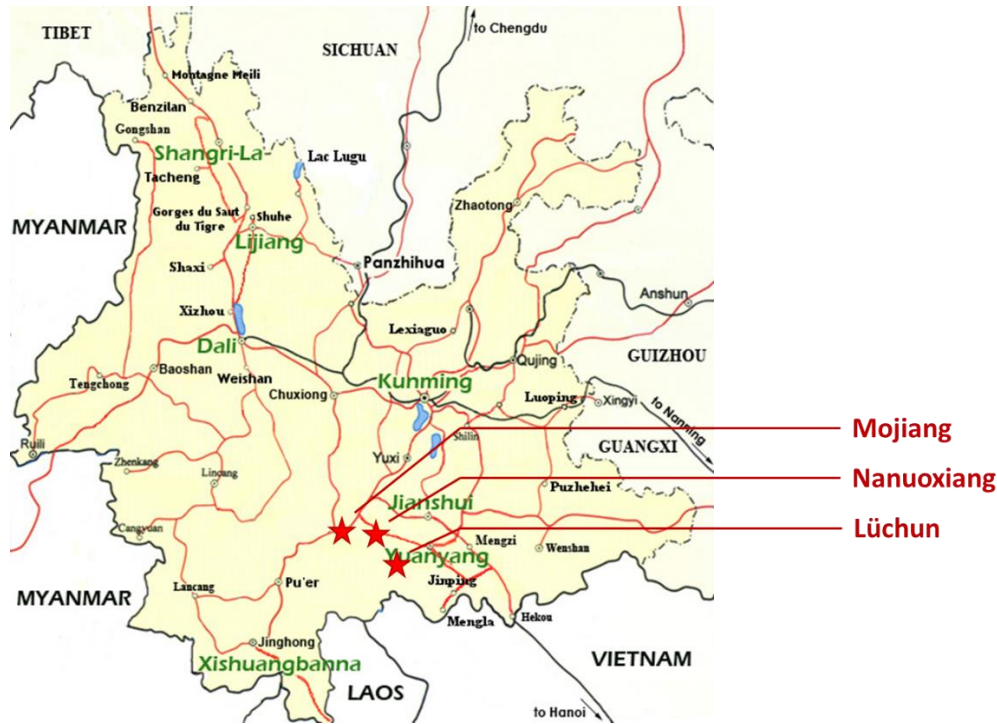 TIBET
to Chengdu
SICHUAN
Montagne Meili
Benzilan
Gongshan
Shangri-La
Lac Lugu
Tacheng
Zhaotong
Gorges du Saut
du Tigre
Shuhe
MYANMAR
Lijiang
Panzhihua
Shaxi
Anshun
Xizhou
Lexiaguo
Dali
GUIZHOU
Qujing
Baoshan
Weishan
Kunming
Tengchong
Chuxiong
Luoping
Xingyi
to Nanning
Mojiang
Shilin
Ruili
GUANGXI
Yuxi
Zhenkang
Lincang
Nanuoxiang
Puzhehei
Jianshui
Cangyuan
Lüchun
Mengzi
Wenshan
Yuanyang
Pu'er
Jinping
Lancang
MYANMAR
Mengla
Hekou
Jinghong
Xishuangbanna
VIETNAM
LAOS
to Hanoi